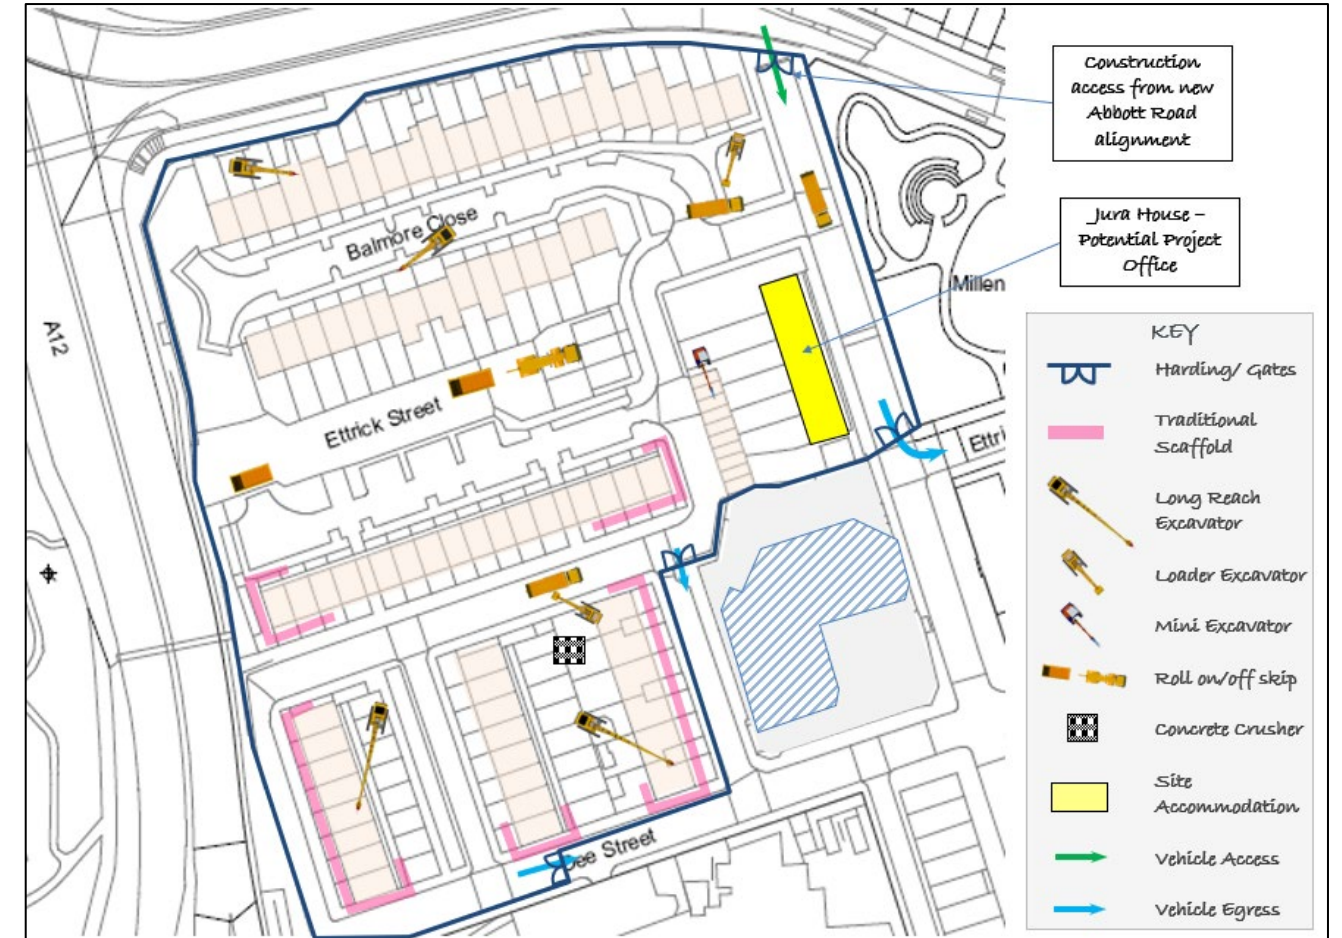 Construction
access from new
Abbott Road
alignment
Jura House –
Potential Project
Office
Balmore Close
Millen
A12
Ettrick Street
Ettri
Dee Street
KEY
Harding/ Gates
Traditional
Scaffold
Long Reach
Excavator
Loader Excavator
Mini Excavator
Roll on/off skip
Concrete Crusher
Site
Accommodation
Vehicle Access
Vehicle Egress